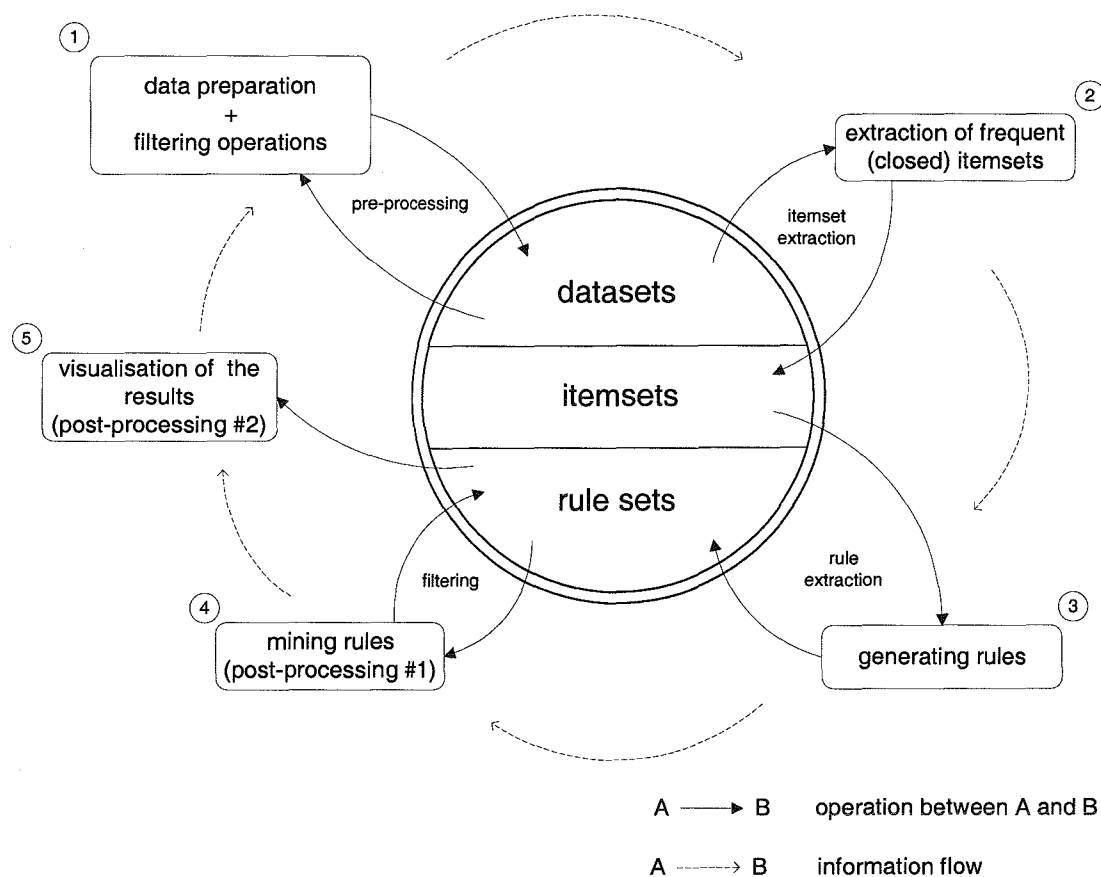 1
data preparation
+
filtering operations
2
extraction of frequent
(closed) itemsets
pre-processing
itemset
extraction
datasets
5
visualisation of the
results
(post-processing #2)
itemsets
rule sets
filtering
rule
extraction
4
mining rules
(post-processing #1)
3
generating rules
A B operation between A and B
A B information flow